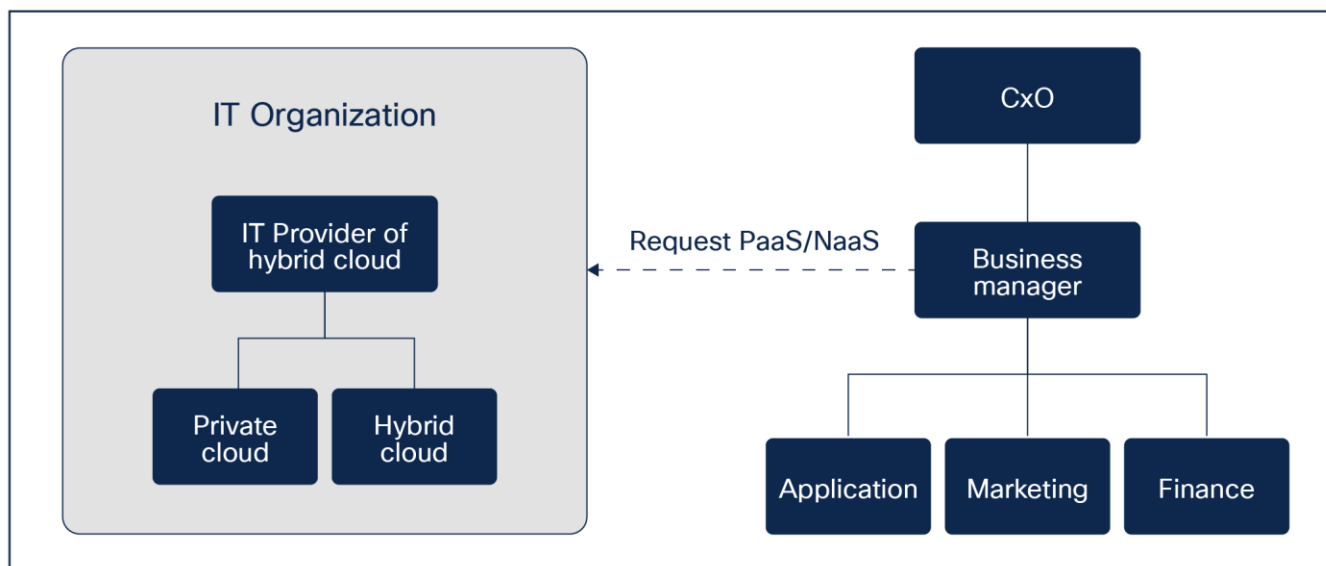 IT Organization
IT Provider of
hybrid cloud
Private
cloud
Hybrid
cloud
Request PaaS/NaaS
CxO
Business
manager
Application
Marketing
Finance